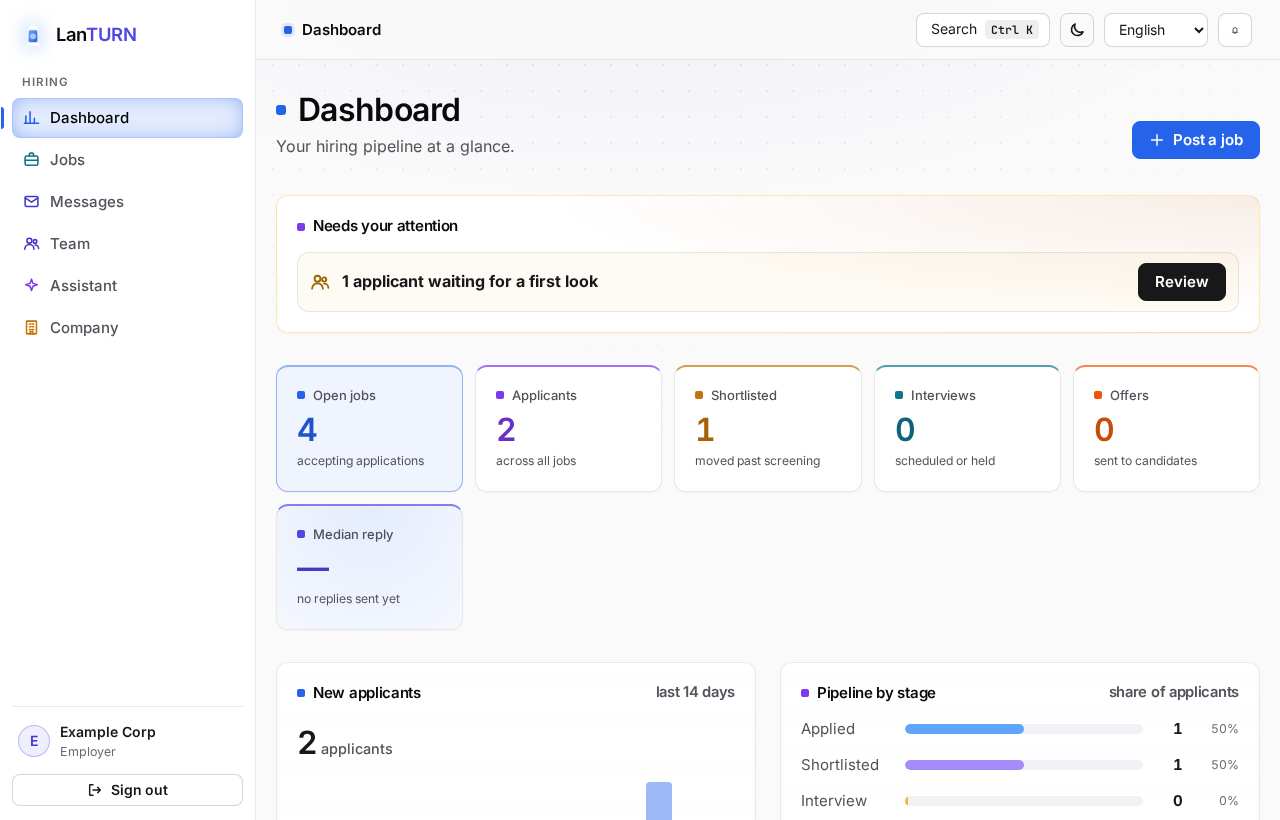 LanTURN
HIRING
Dashboard
Jobs
Messages
Team
Assistant
Company
Example Corp
E
Employer
Sign out
Dashboard
Search Ctrl K
English
Dashboard
Your hiring pipeline at a glance.
Post a job
Needs your attention
1 applicant waiting for a first look
Review
Open jobs
4
accepting applications
Applicants
2
across all jobs
Shortlisted
1
moved past screening
Interviews
0
scheduled or held
Offers
0
sent to candidates
Median reply
—
no replies sent yet
New applicants last 14 days
2 applicants
Pipeline by stage share of applicants
Applied 1 50%
Shortlisted 1 50%
Interview 0 0%